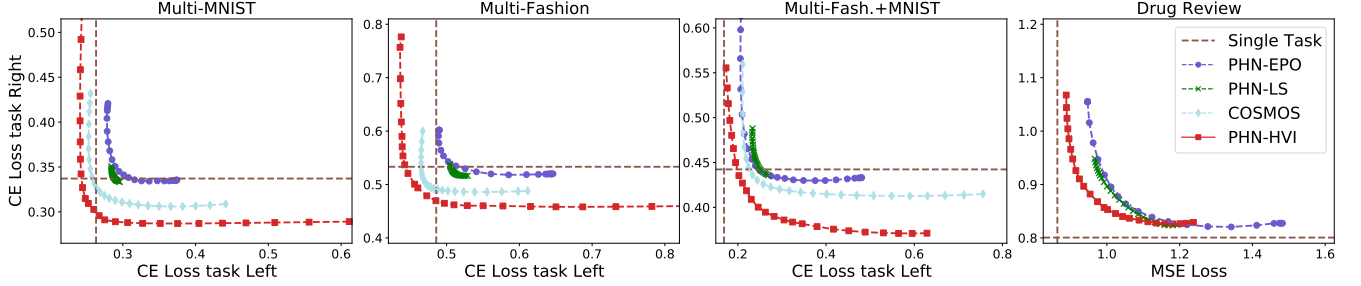 Multi-MNIST
Multi-Fashion
Multi-Fash.+MNIST
Drug Review
CE Loss task Right
0.50
0.45
0.40
0.35
0.30
0.3
0.4
0.5
0.6
CE Loss task Left
0.8
0.7
0.6
0.5
0.4
0.5
0.6
0.7
0.8
CE Loss task Left
0.60
0.55
0.50
0.45
0.40
0.2
0.4
0.6
0.8
CE Loss task Left
1.2
1.1
1.0
0.9
0.8
1.0
1.2
1.4
1.6
MSE Loss
Single Task
PHN-EPO
PHN-LS
COSMOS
PHN-HVI